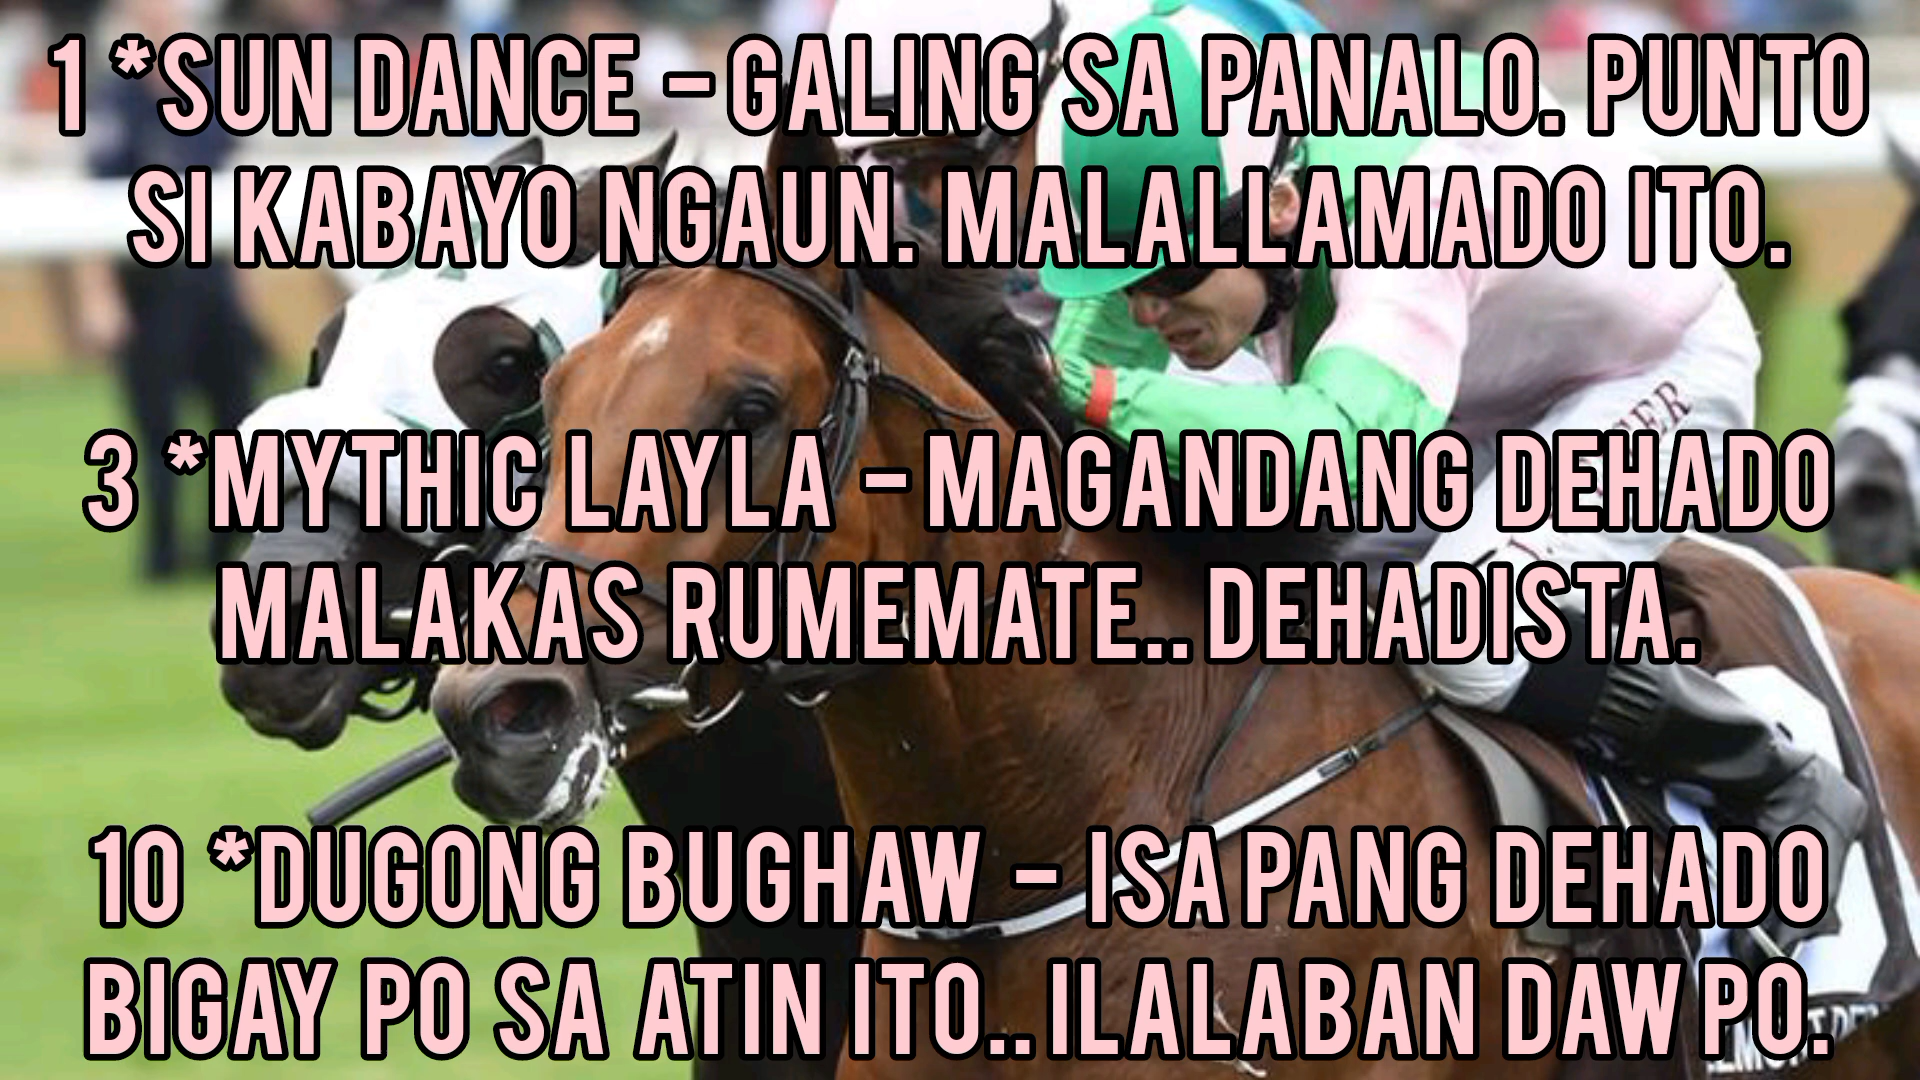 1 *SUN DANCE - GALING SA PANALO. PUNTO
SI KABAYO NGAUN. MALALLAMADO ITO.
3 *MYTHIC LAYLA - MAGANDANG DEHADO
MALAKAS RUMEMATE.. DEHADISTA.
10 *DUGONG BUGHAW - ISA PANG DEHADO
BIGAY PO SA ATIN ITO.. ILALABAN DAW PO.